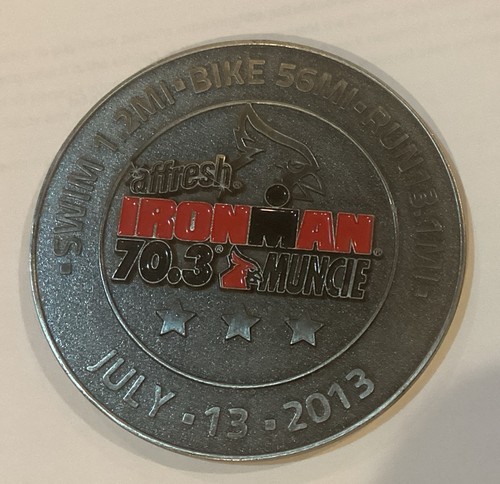 ·SWIM 1.2MI·BIKE 56MI·RUN 13.1MI·
affresh®
IRONMAN®
70.3® MUNCIE
JULY · 13 · 2013